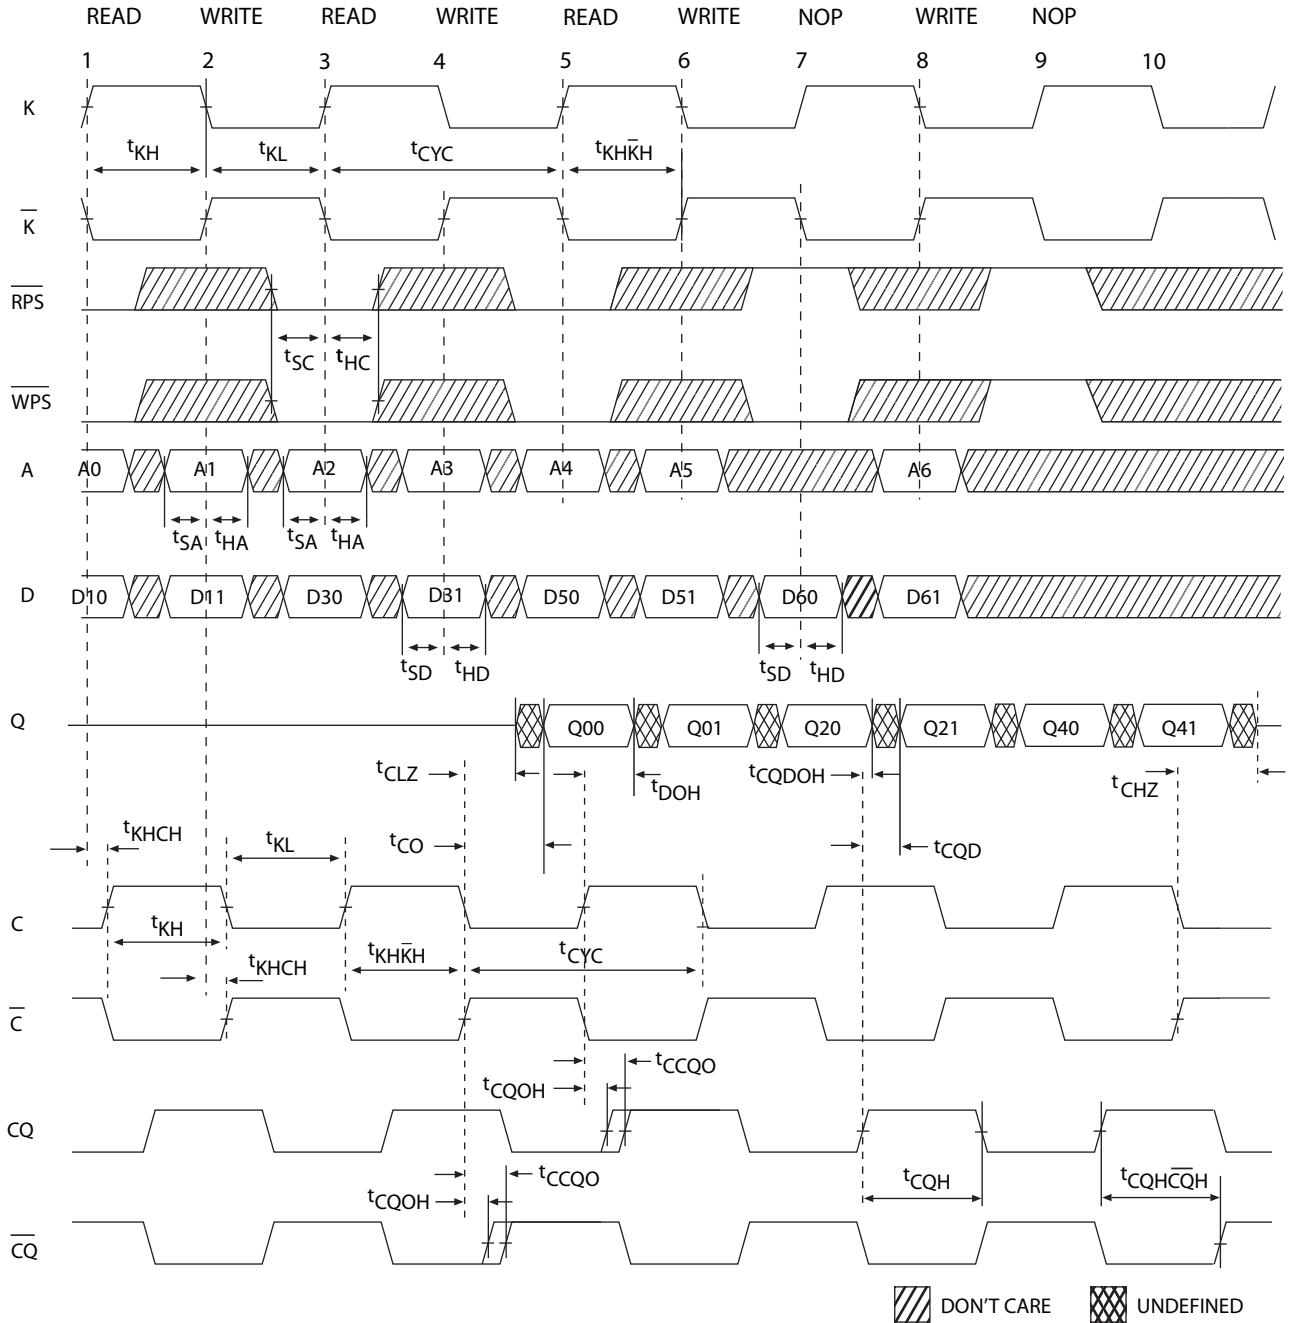 READ WRITE READ WRITE READ NOP WRITE NOP
1 2 3 4 5 6 7 8 9 10
K
tKH tKL tCYC tKHK̅H
K̅
R̅P̅S̅
tSC tHC
W̅P̅S̅
A A0 A1 A2 A3 A4 A5 A6
tSA tHA tSA tHA
D D10 D11 D30 D31 D50 D51 D60 D61
tSD tHD tSD tHD
Q Q00 Q01 Q20 Q21 Q40 Q41
tCLZ tDOH tCQDOH tCHZ
tKHCH tKL tCO tCQD
C
tKH tKHK̅H tCYC
tKHCH
C̅
tCCQO
tCQOH
CQ
tCCQO tCQH tCQHC̅Q̅H
tCQOH
C̅Q̅
DON'T CARE UNDEFINED